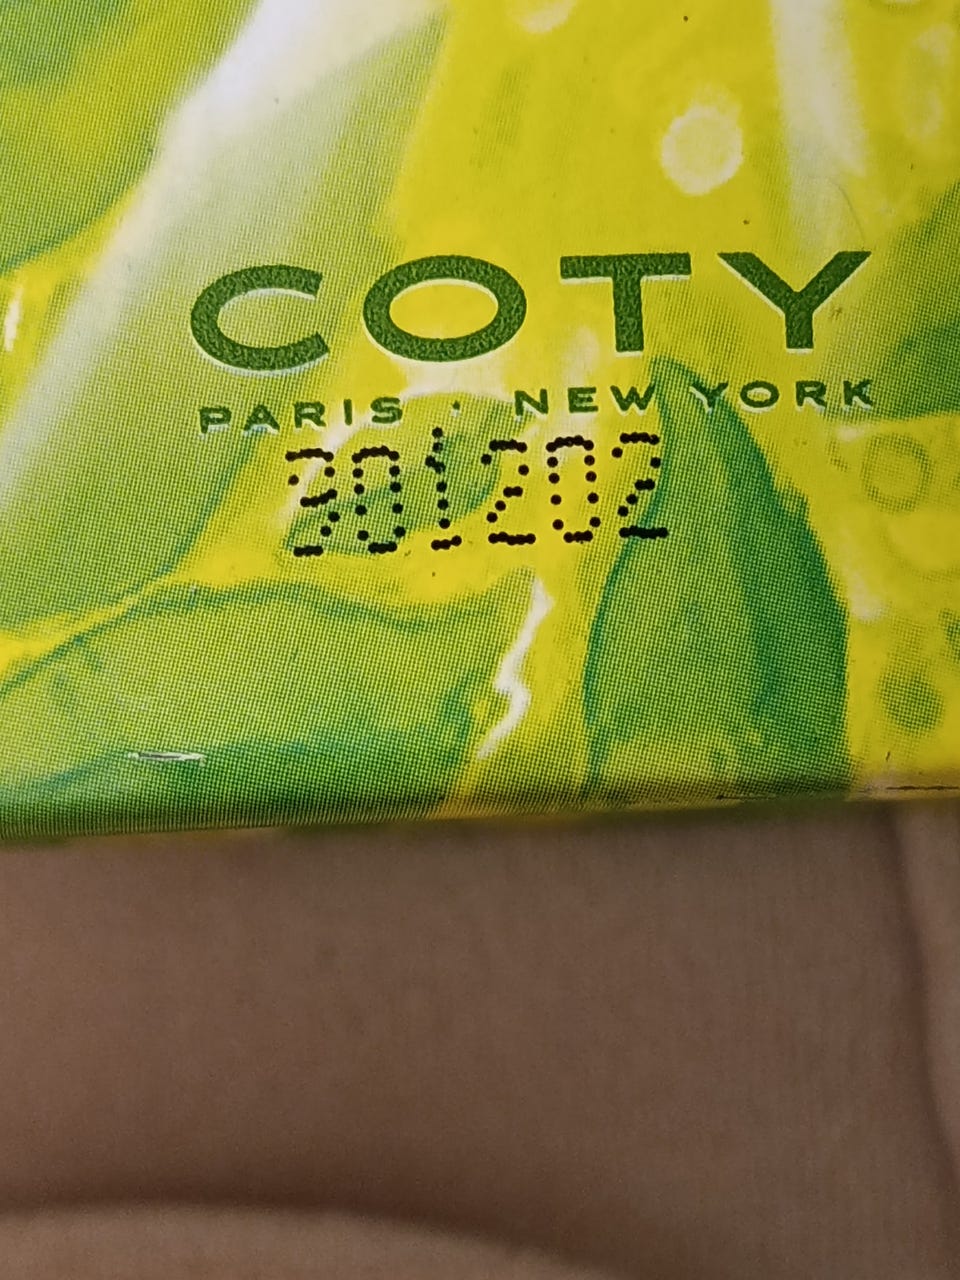 COTY
PARIS · NEW YORK
301202